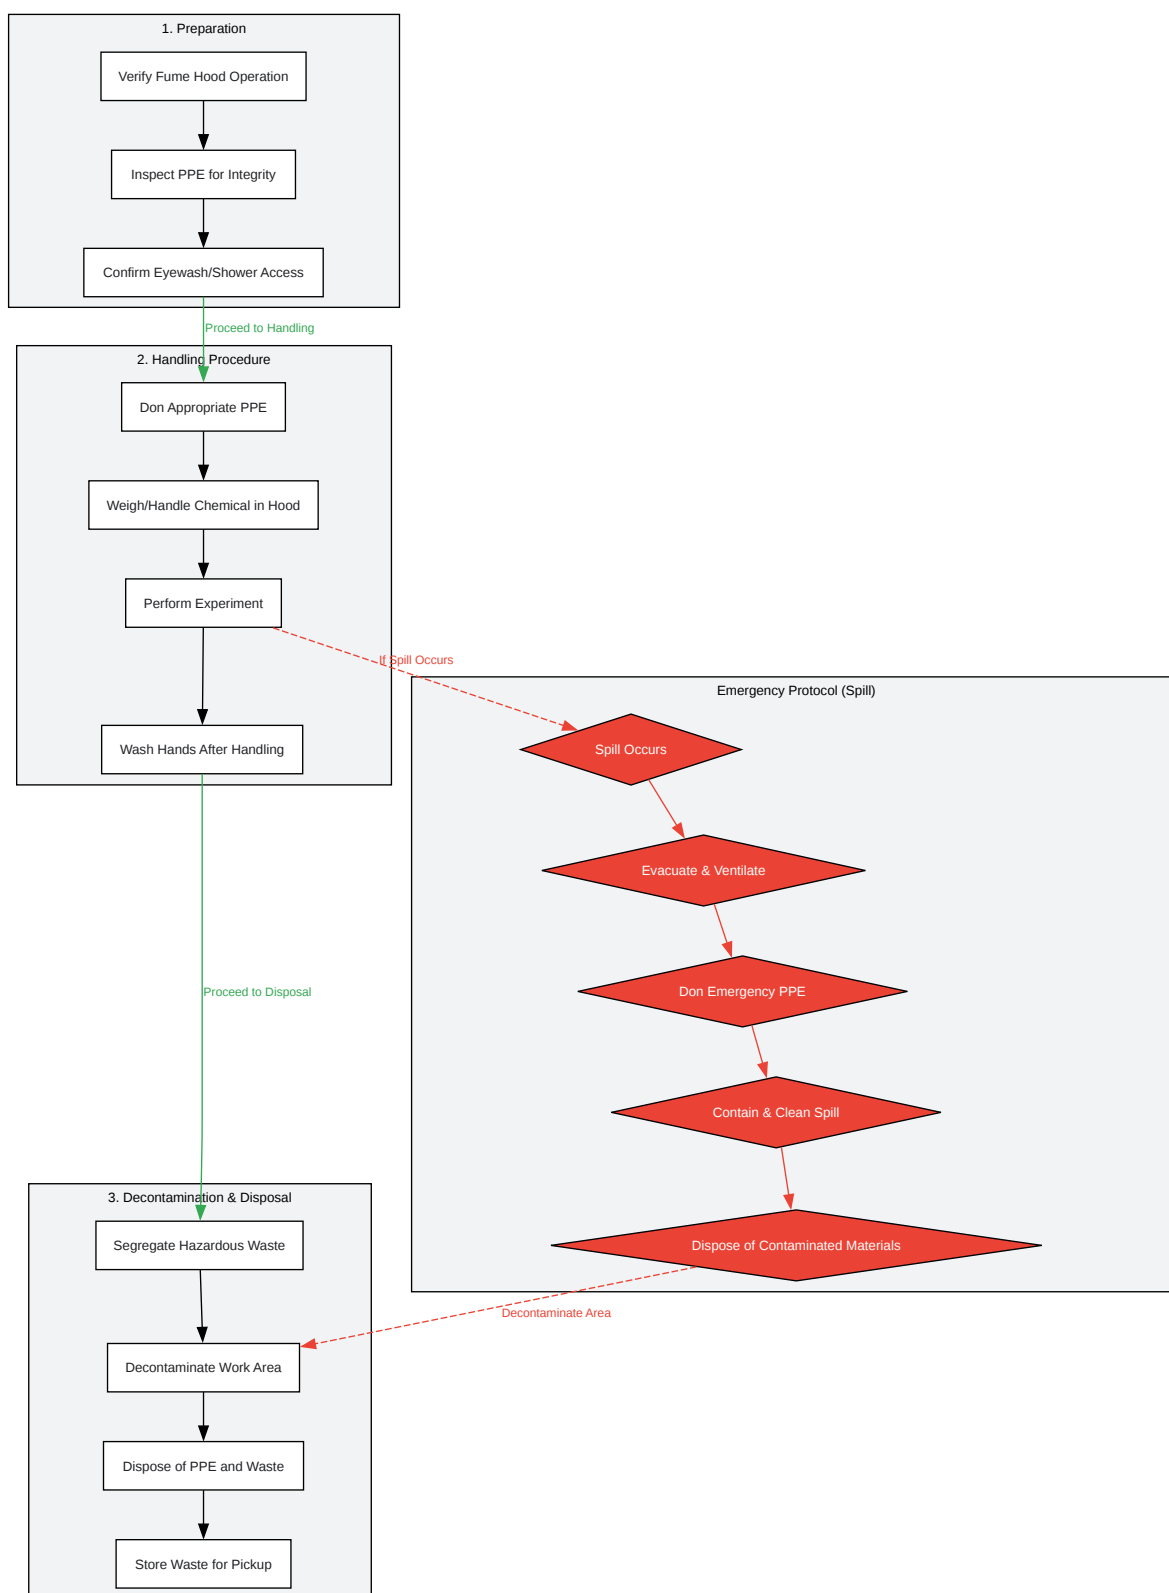 1. Preparation
Verify Fume Hood Operation
Inspect PPE for Integrity
Confirm Eyewash/Shower Access
Proceed to Handling
2. Handling Procedure
Don Appropriate PPE
Weigh/Handle Chemical in Hood
Perform Experiment
If Spill Occurs
Wash Hands After Handling
Emergency Protocol (Spill)
Spill Occurs
Evacuate & Ventilate
Don Emergency PPE
Contain & Clean Spill
Dispose of Contaminated Materials
Decontaminate Area
Proceed to Disposal
3. Decontamination & Disposal
Segregate Hazardous Waste
Decontaminate Work Area
Dispose of PPE and Waste
Store Waste for Pickup